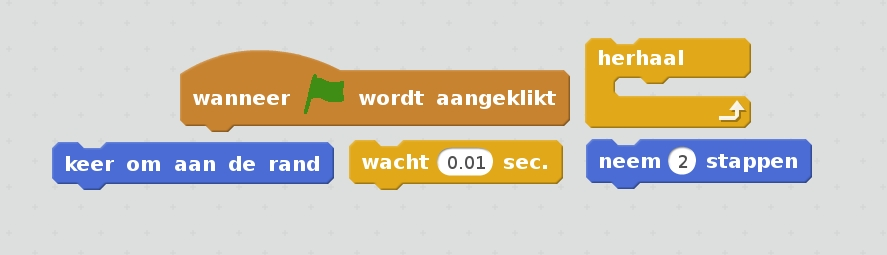 herhaal
wanneer wordt aangeklikt
keer om aan de rand
wacht 0.01 sec.
neem 2 stappen